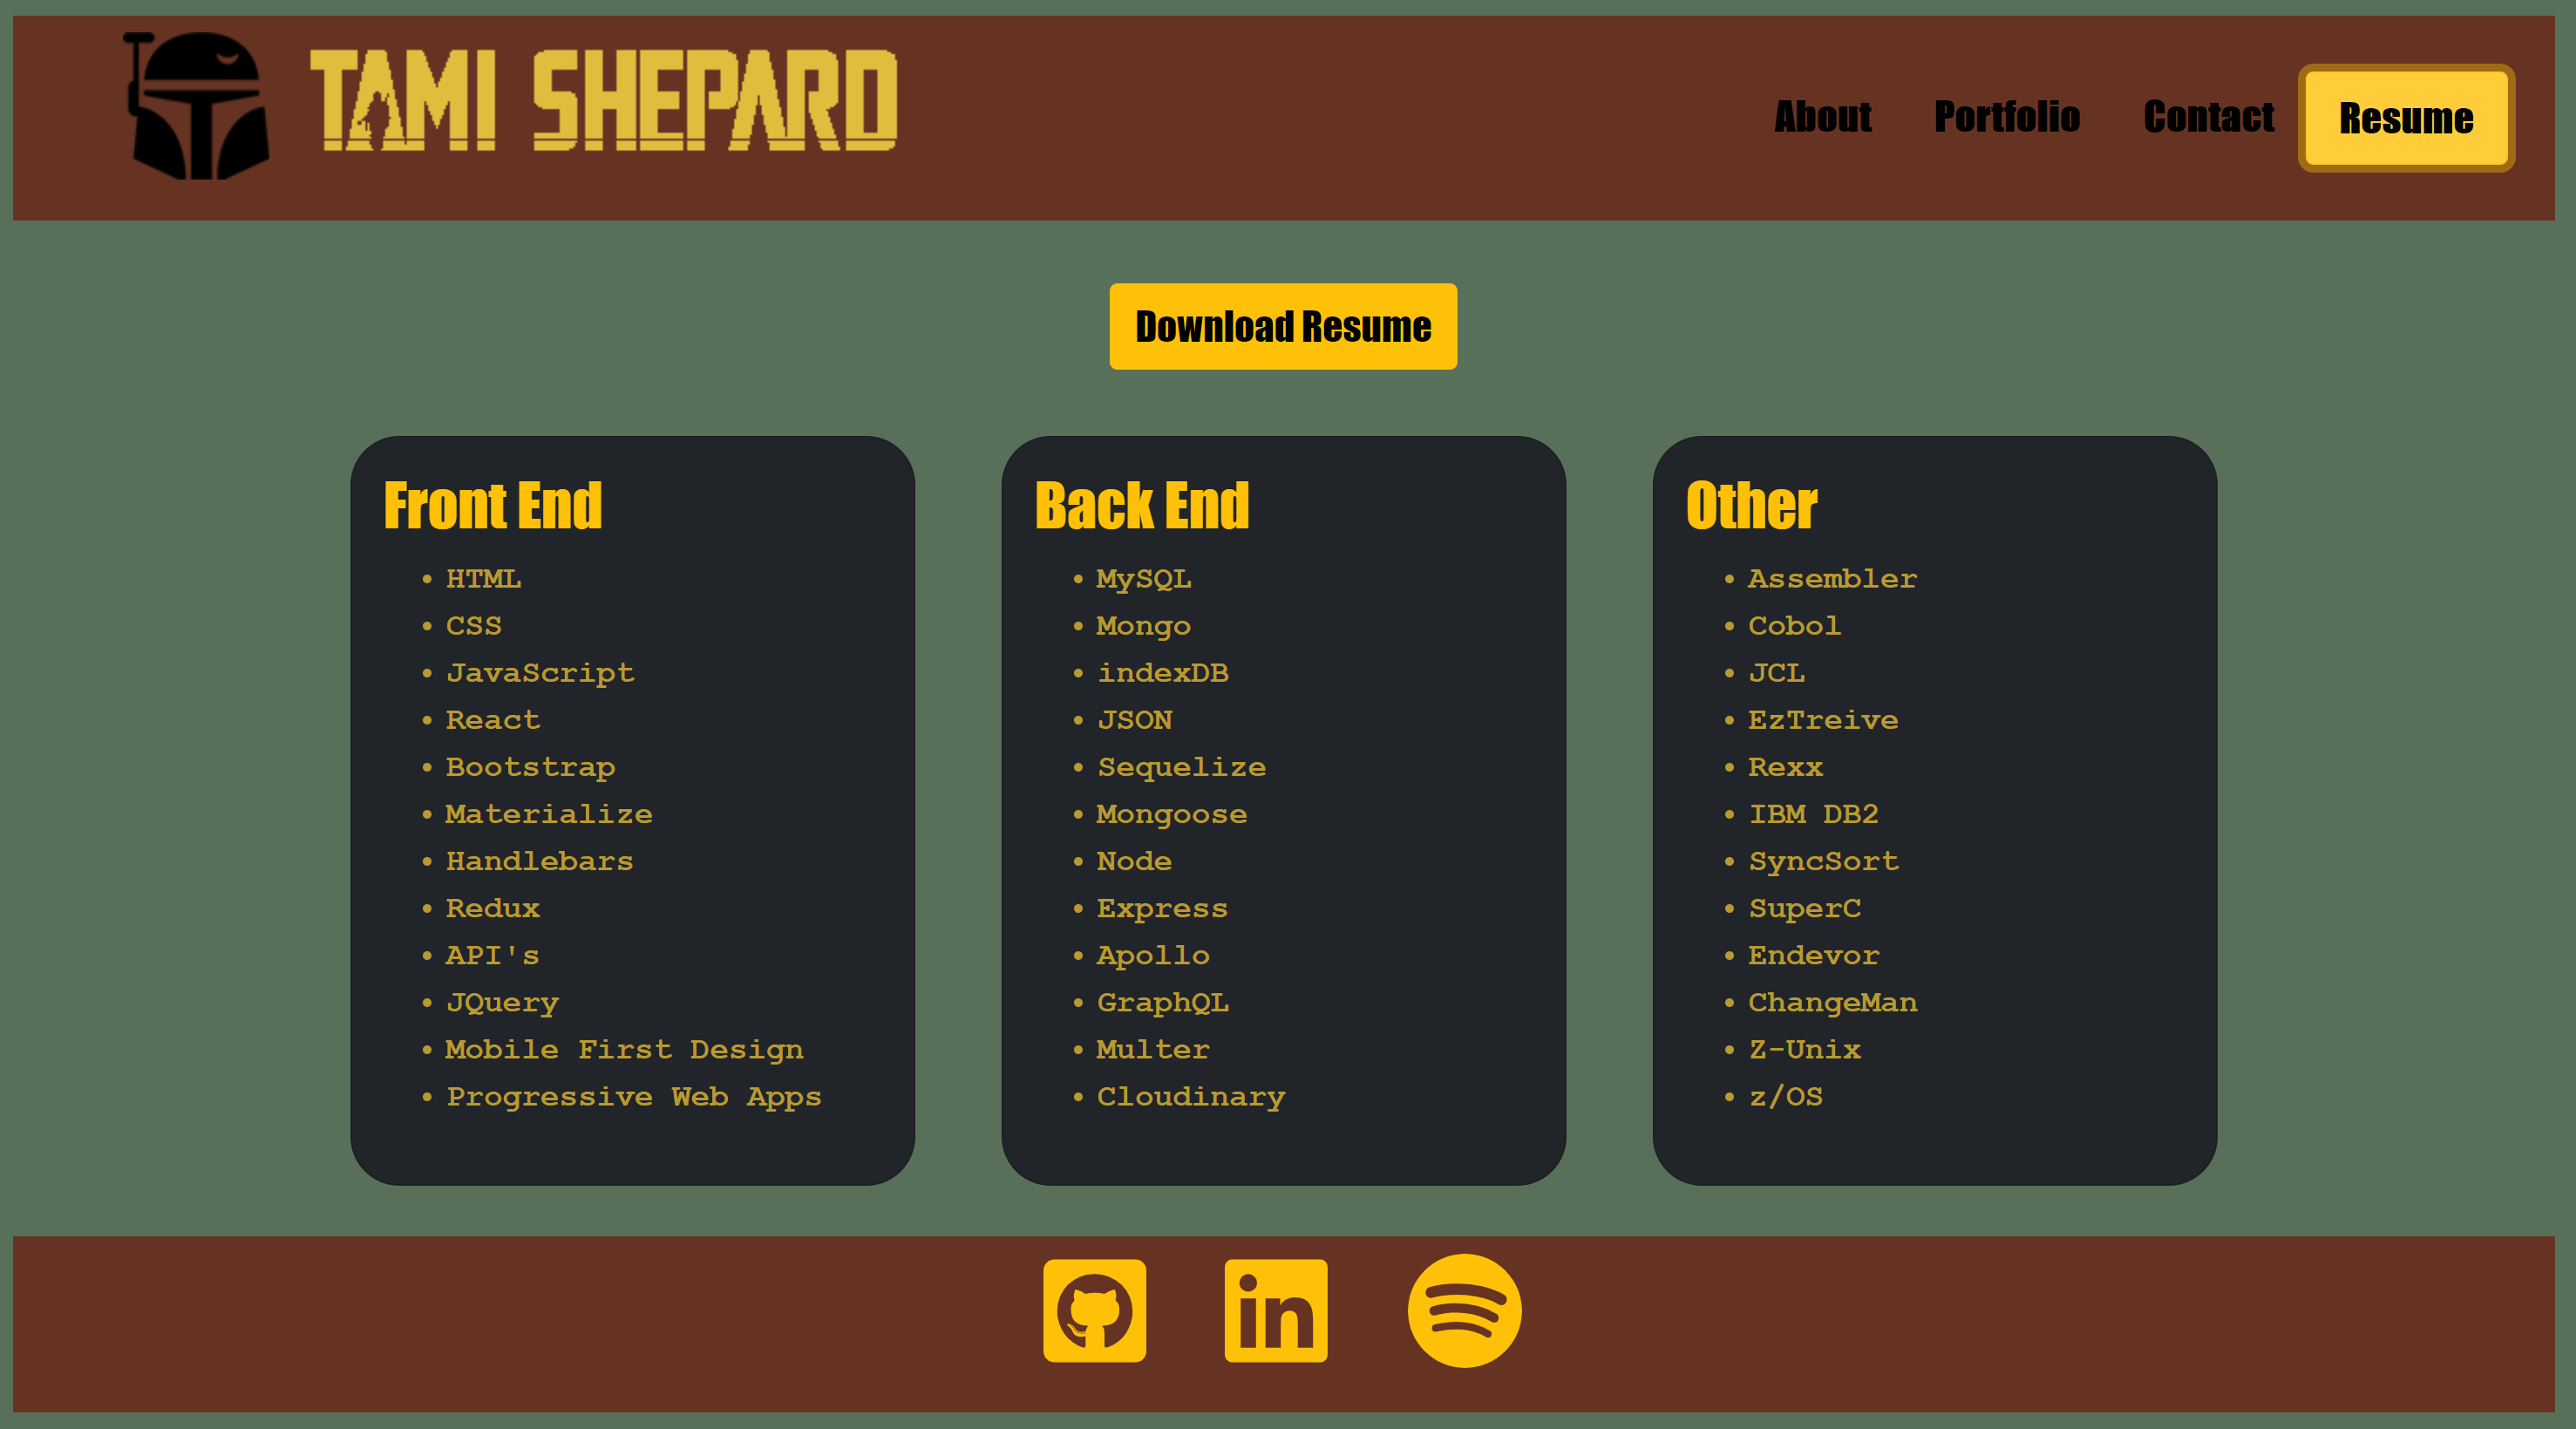 TAMI SHEPARD
About Portfolio Contact Resume
Download Resume
Front End
HTML
CSS
JavaScript
React
Bootstrap
Materialize
Handlebars
Redux
API's
JQuery
Mobile First Design
Progressive Web Apps
Back End
MySQL
Mongo
indexDB
JSON
Sequelize
Mongoose
Node
Express
Apollo
GraphQL
Multer
Cloudinary
Other
Assembler
Cobol
JCL
EzTreive
Rexx
IBM DB2
SyncSort
SuperC
Endevor
ChangeMan
Z-Unix
z/OS
in